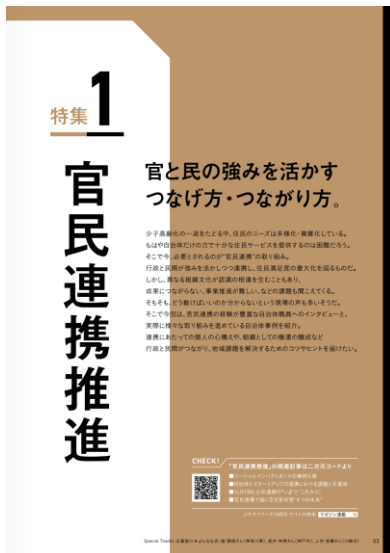 特集1
官民連携推進
官と民の強みを活かす
つなげ方・つながり方。
少子高齢化の一途をたどる今、住民のニーズは多様化・複雑化している。
もはや自治体だけの力で十分な住民サービスを提供するのは困難だろう。
そこで今、必要とされるのが“官民連携”の取り組み。
行政と民間が強みを活かしつつ連携し、住民満足度の最大化を図るものだ。
しかし、異なる組織文化が認識の相違を生むこともあり、
成果につながらない、事業推進が難しい、などの課題も聞こえてくる。
そもそも、どう動けばいいのか分からないという現場の声も多いそうだ。
そこで今回は、官民連携の経験が豊富な自治体職員へのインタビューと、
実際に様々な取り組みを進めている自治体事例を紹介。
連携にあたっての個人の心構えや、組織としての機運の醸成など
行政と民間がつながり、地域課題を解決するためのコツやヒントを届けたい。
CHECK!
「官民連携推進」の関連記事は二次元コードより
マガジン連動
03